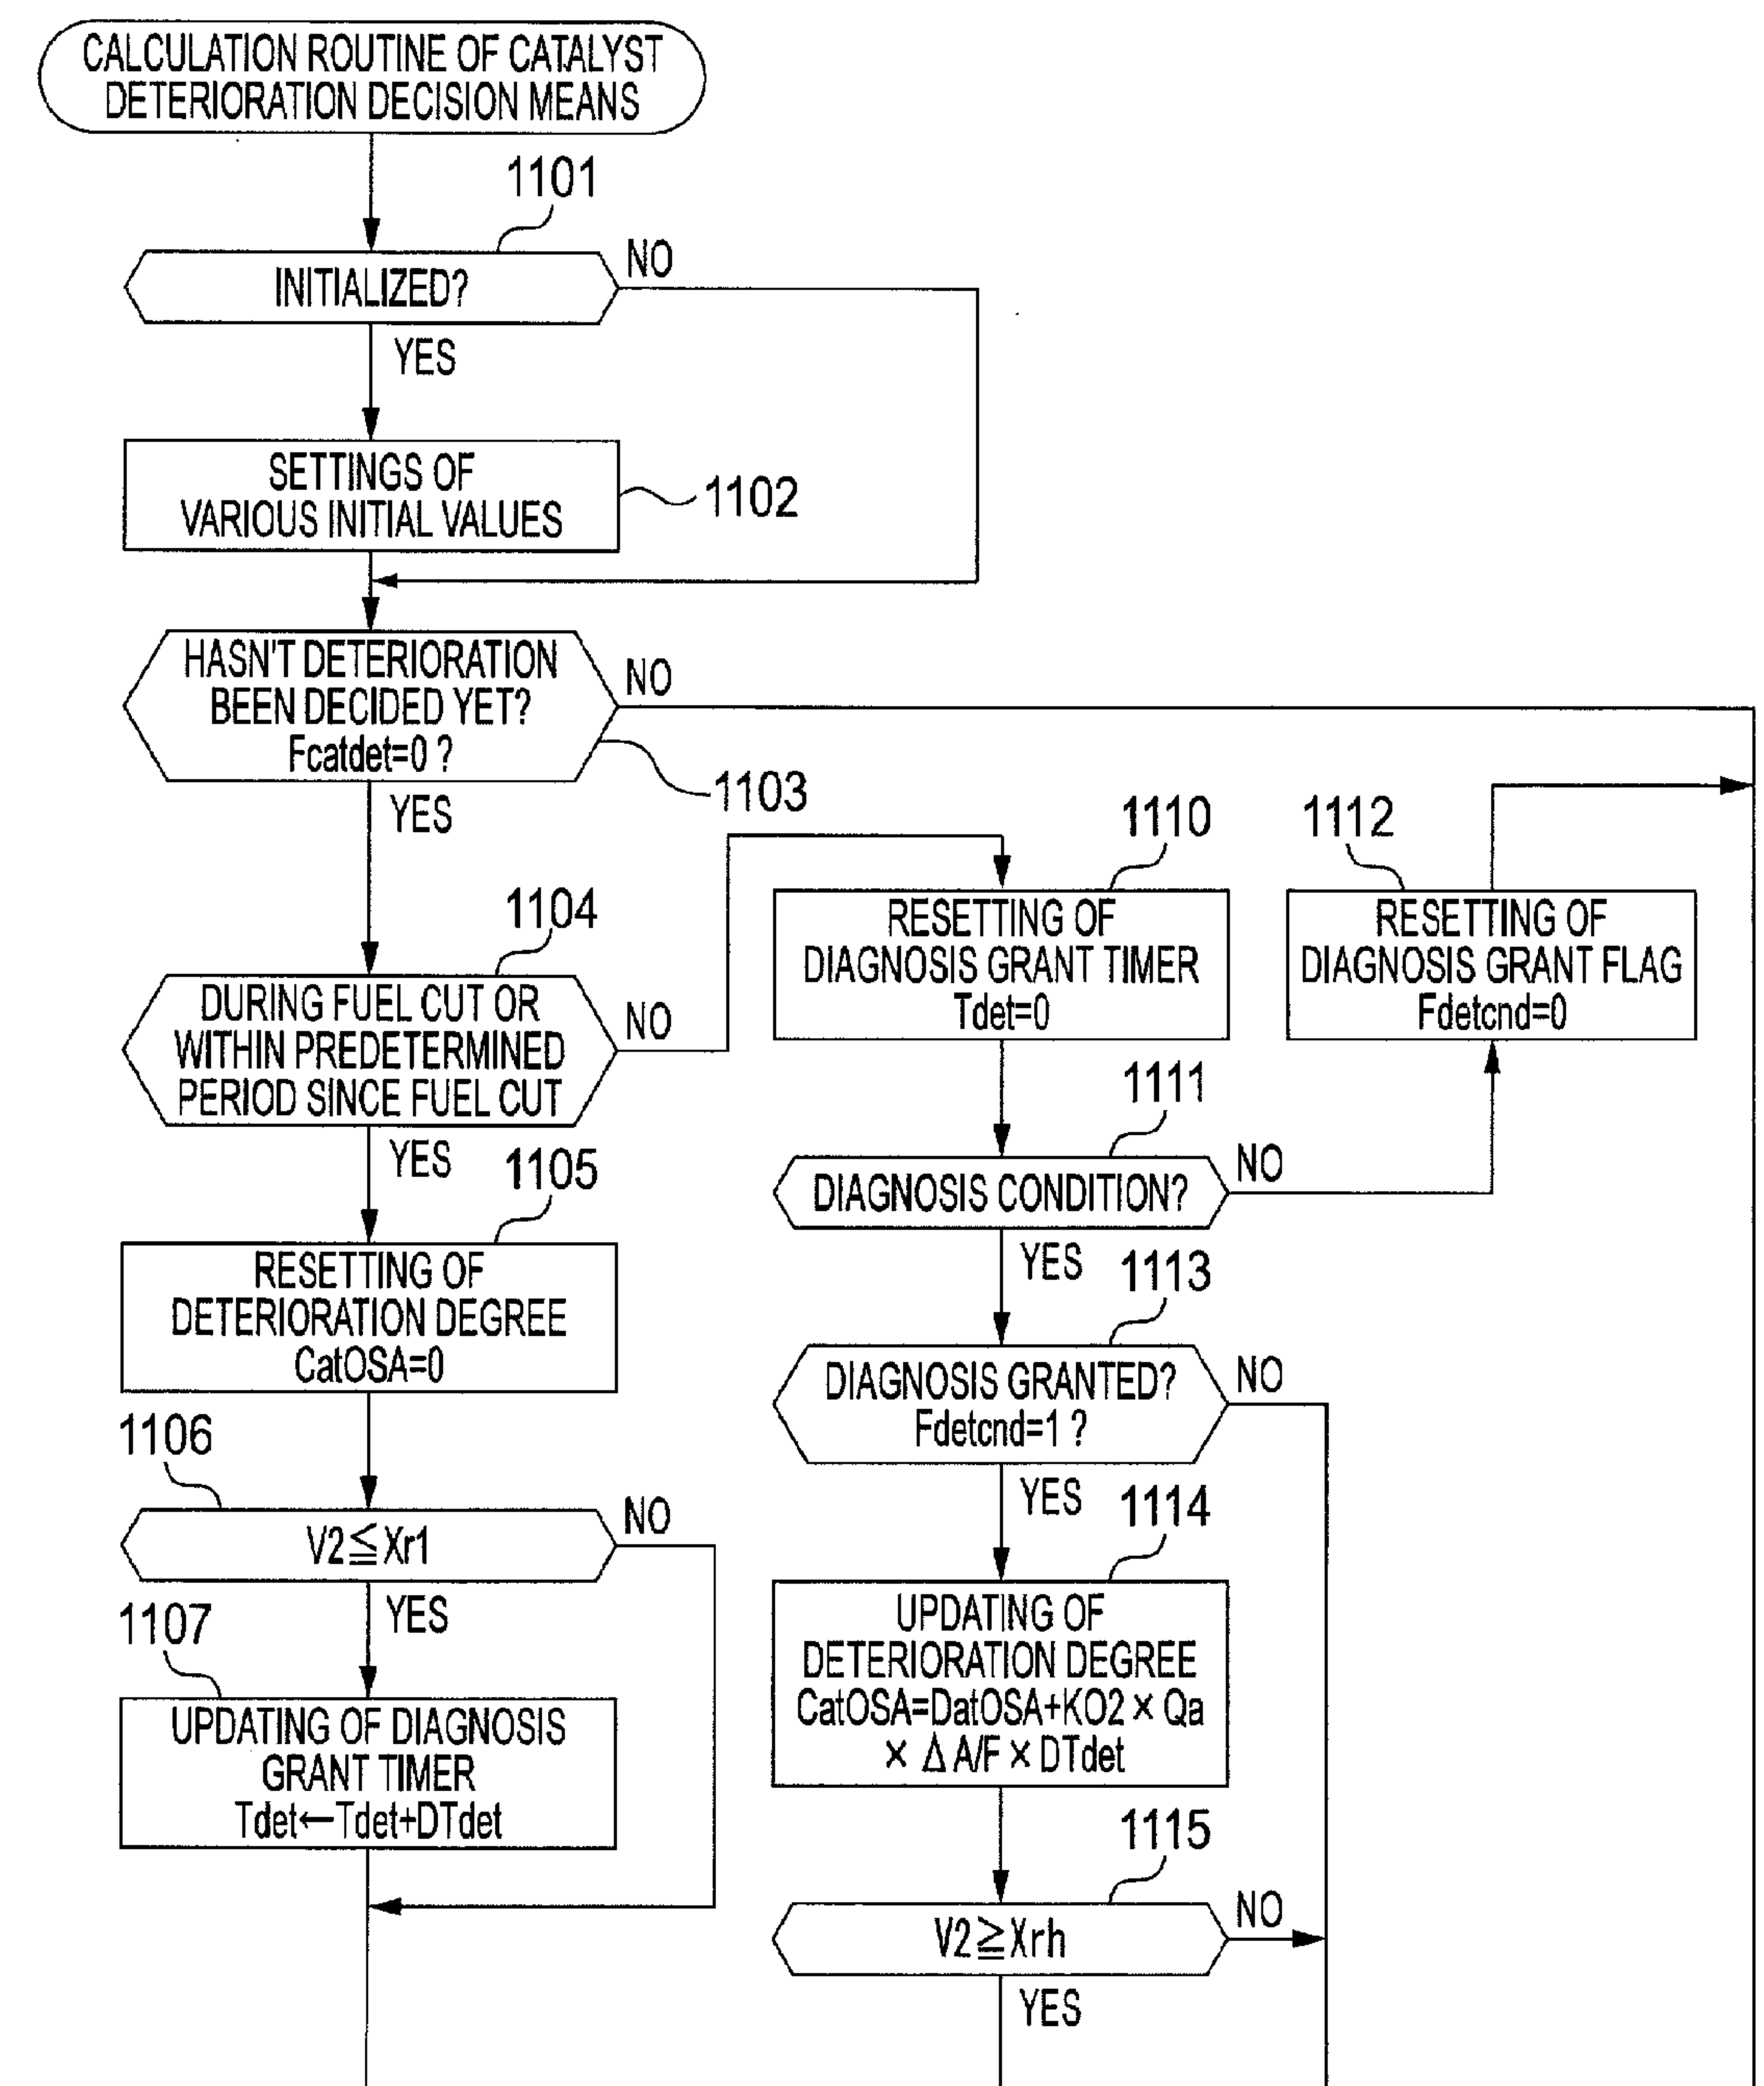 CALCULATION ROUTINE OF CATALYST
DETERIORATION DECISION MEANS
1101
INITIALIZED?
NO
YES
SETTINGS OF
VARIOUS INITIAL VALUES
1102
HASN'T DETERIORATION
BEEN DECIDED YET?
Fcatdet=0 ?
NO
1103
YES
1104
DURING FUEL CUT OR
WITHIN PREDETERMINED
PERIOD SINCE FUEL CUT
NO
YES
1105
RESETTING OF
DETERIORATION DEGREE
CatOSA=0
1106
V2≦Xr1
NO
YES
1107
UPDATING OF DIAGNOSIS
GRANT TIMER
Tdet←Tdet+DTdet
1110
RESETTING OF
DIAGNOSIS GRANT TIMER
Tdet=0
1111
DIAGNOSIS CONDITION?
NO
YES
1112
RESETTING OF
DIAGNOSIS GRANT FLAG
Fdetcnd=0
1113
DIAGNOSIS GRANTED?
Fdetcnd=1 ?
NO
YES
1114
UPDATING OF
DETERIORATION DEGREE
CatOSA=DatOSA+KO2 × Qa
× Δ A/F × DTdet
1115
V2≧Xrh
NO
YES